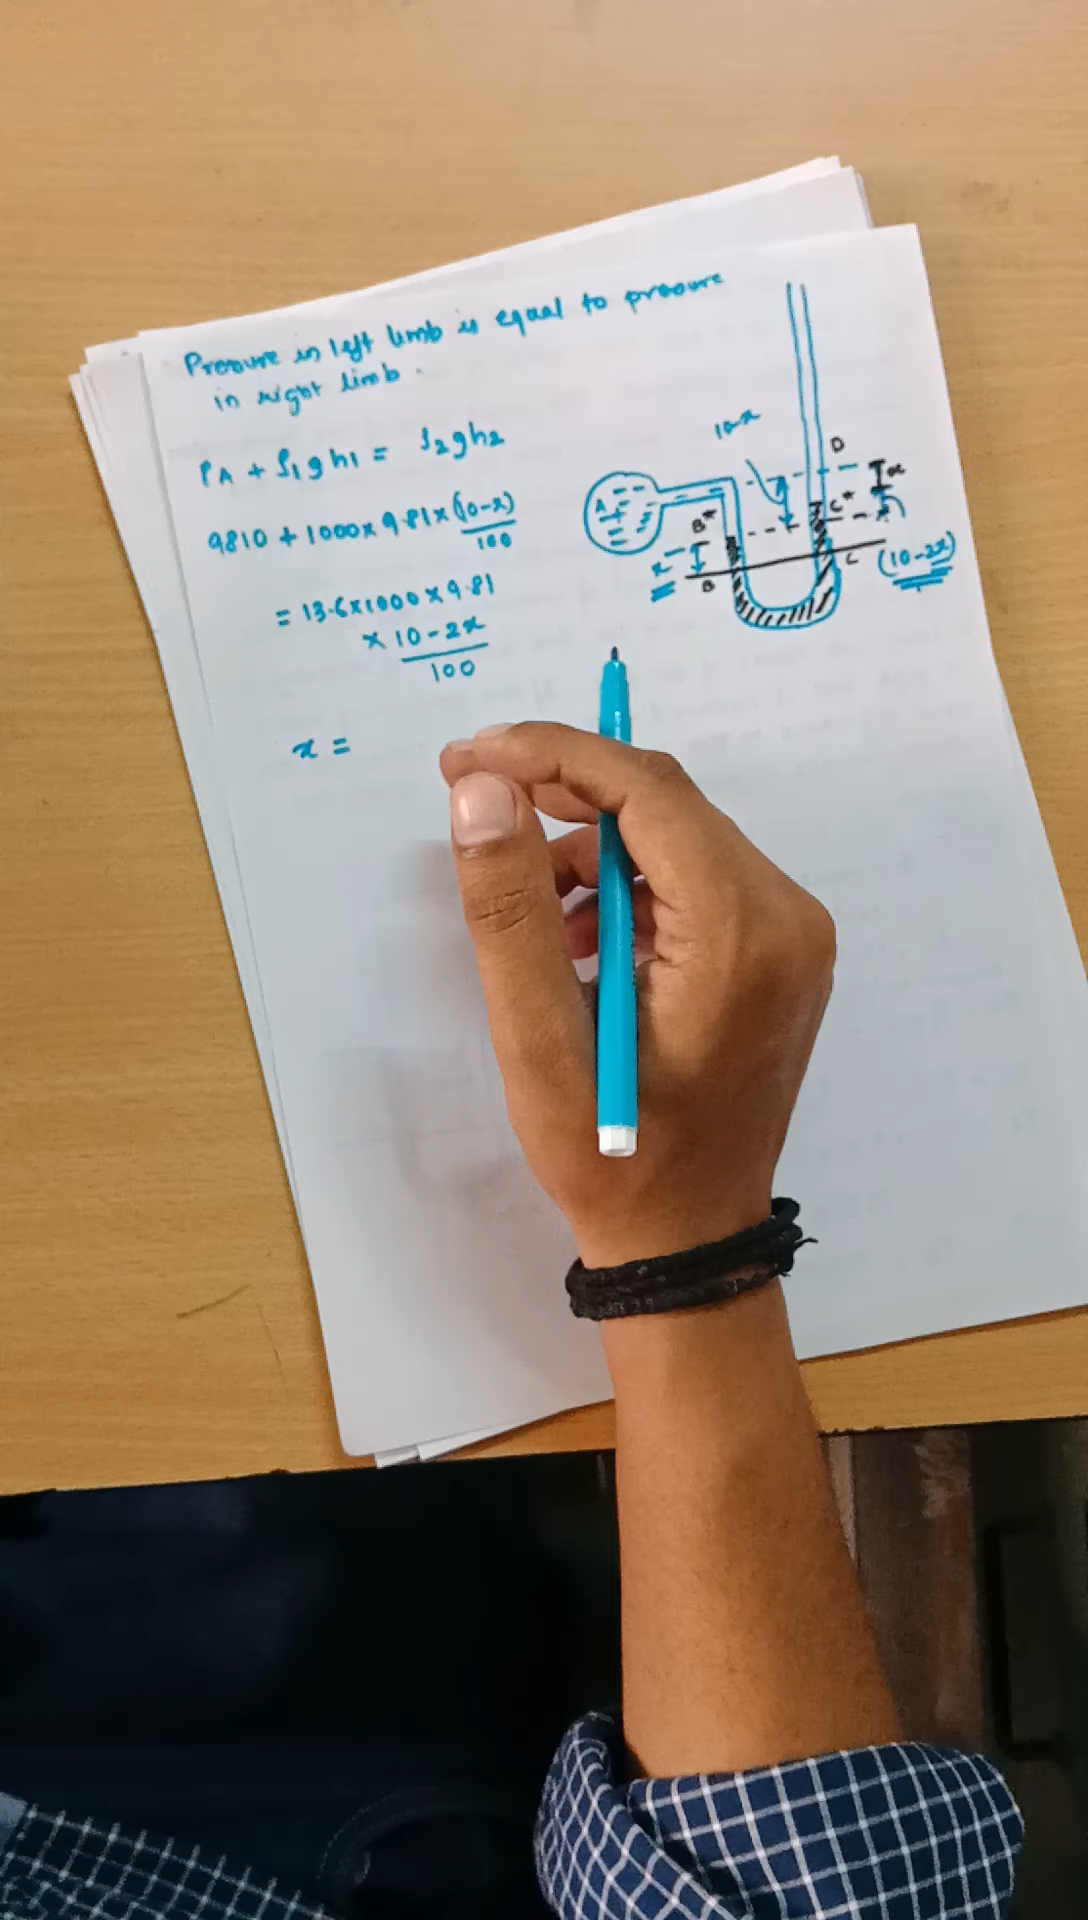 Pressure in left limb is equal to pressure
in right limb.
PA + ρ1gh1 = ρ2gh2
9810 + 1000 × 9.81 × (10-x)/100
= 13.6×1000×9.81
× 10-2x/100
x =
10-x
D
x
A
B*
C*
x
B
C
(10-2x)